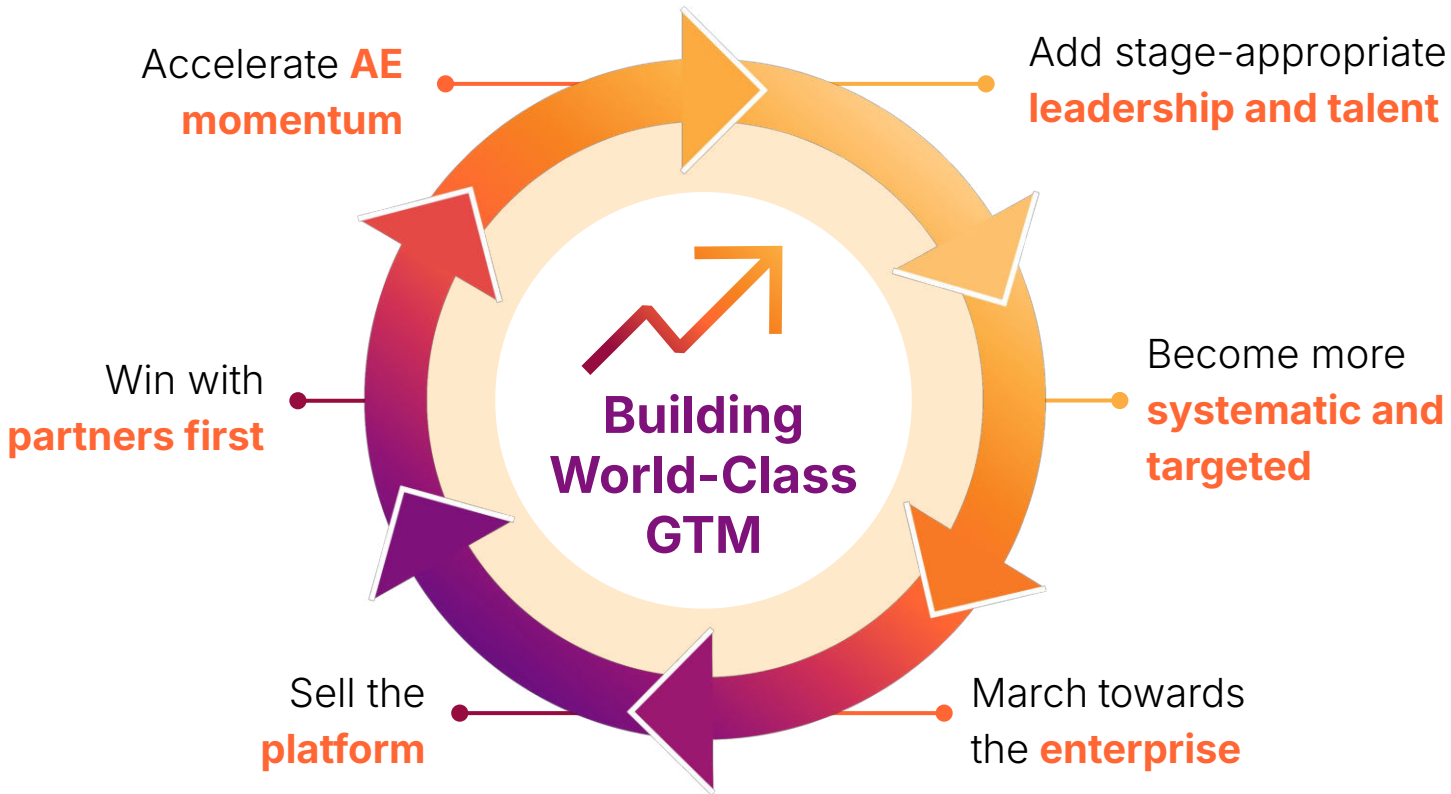 Accelerate AE
momentum
Add stage-appropriate
leadership and talent
Become more
systematic and
targeted
March towards
the enterprise
Sell the
platform
Win with
partners first
Building
World-Class
GTM